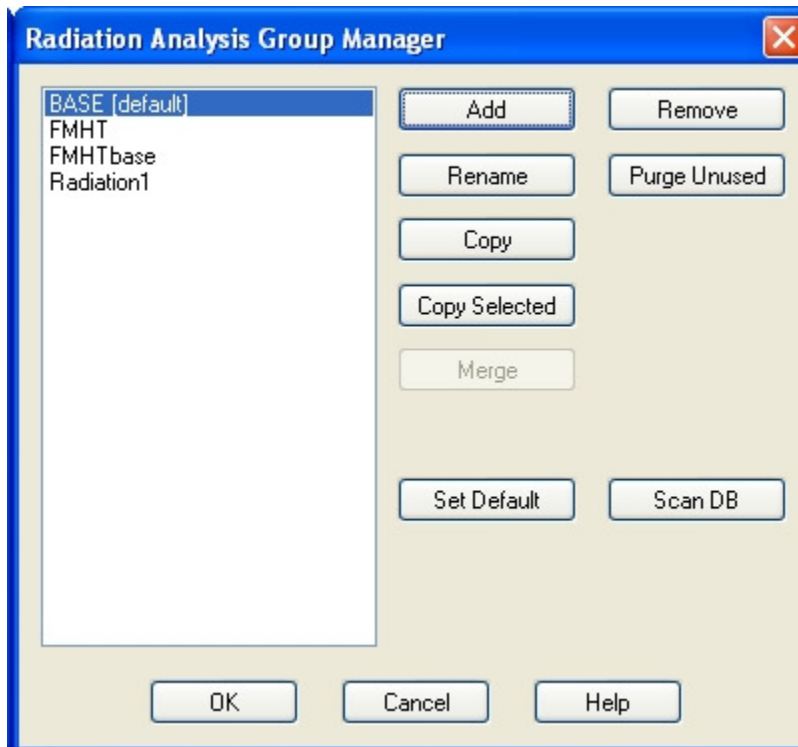 Radiation Analysis Group Manager
BASE [default]
FMHT
FMHTbase
Radiation1
Add
Remove
Rename
Purge Unused
Copy
Copy Selected
Merge
Set Default
Scan DB
OK
Cancel
Help